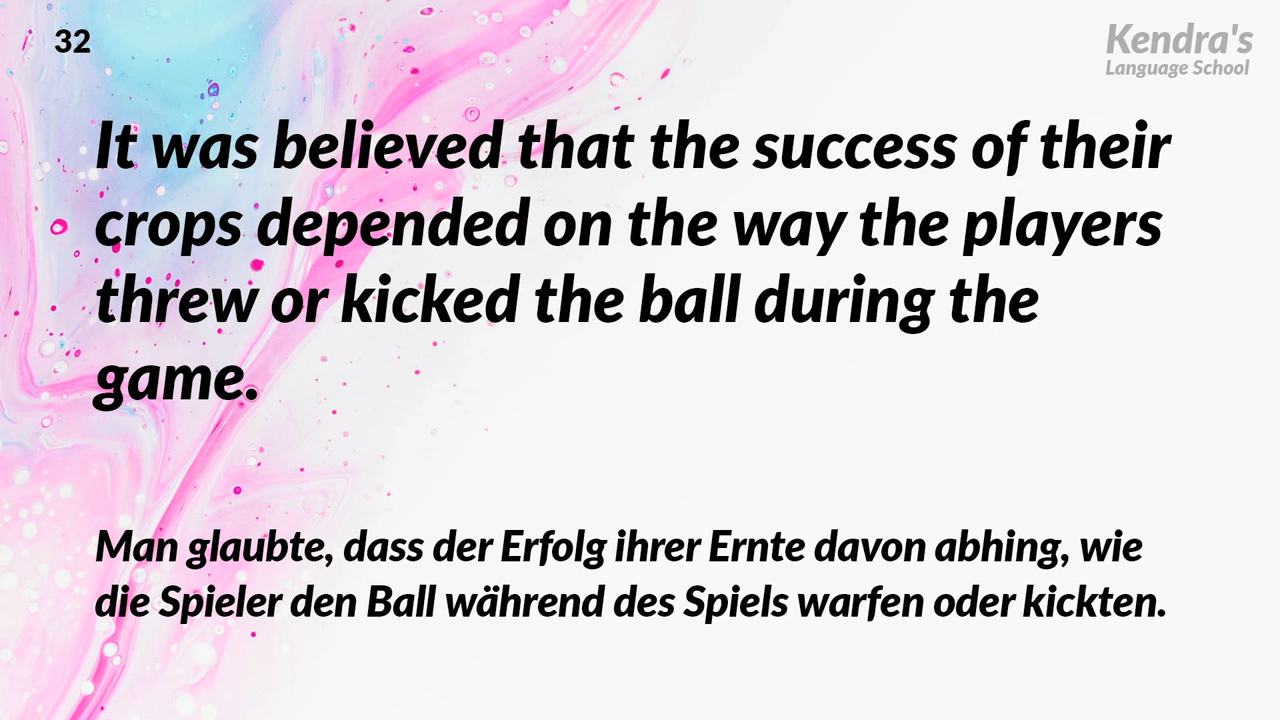 32
Kendra's
Language School
It was believed that the success of their
crops depended on the way the players
threw or kicked the ball during the
game.
Man glaubte, dass der Erfolg ihrer Ernte davon abhing, wie
die Spieler den Ball während des Spiels warfen oder kickten.